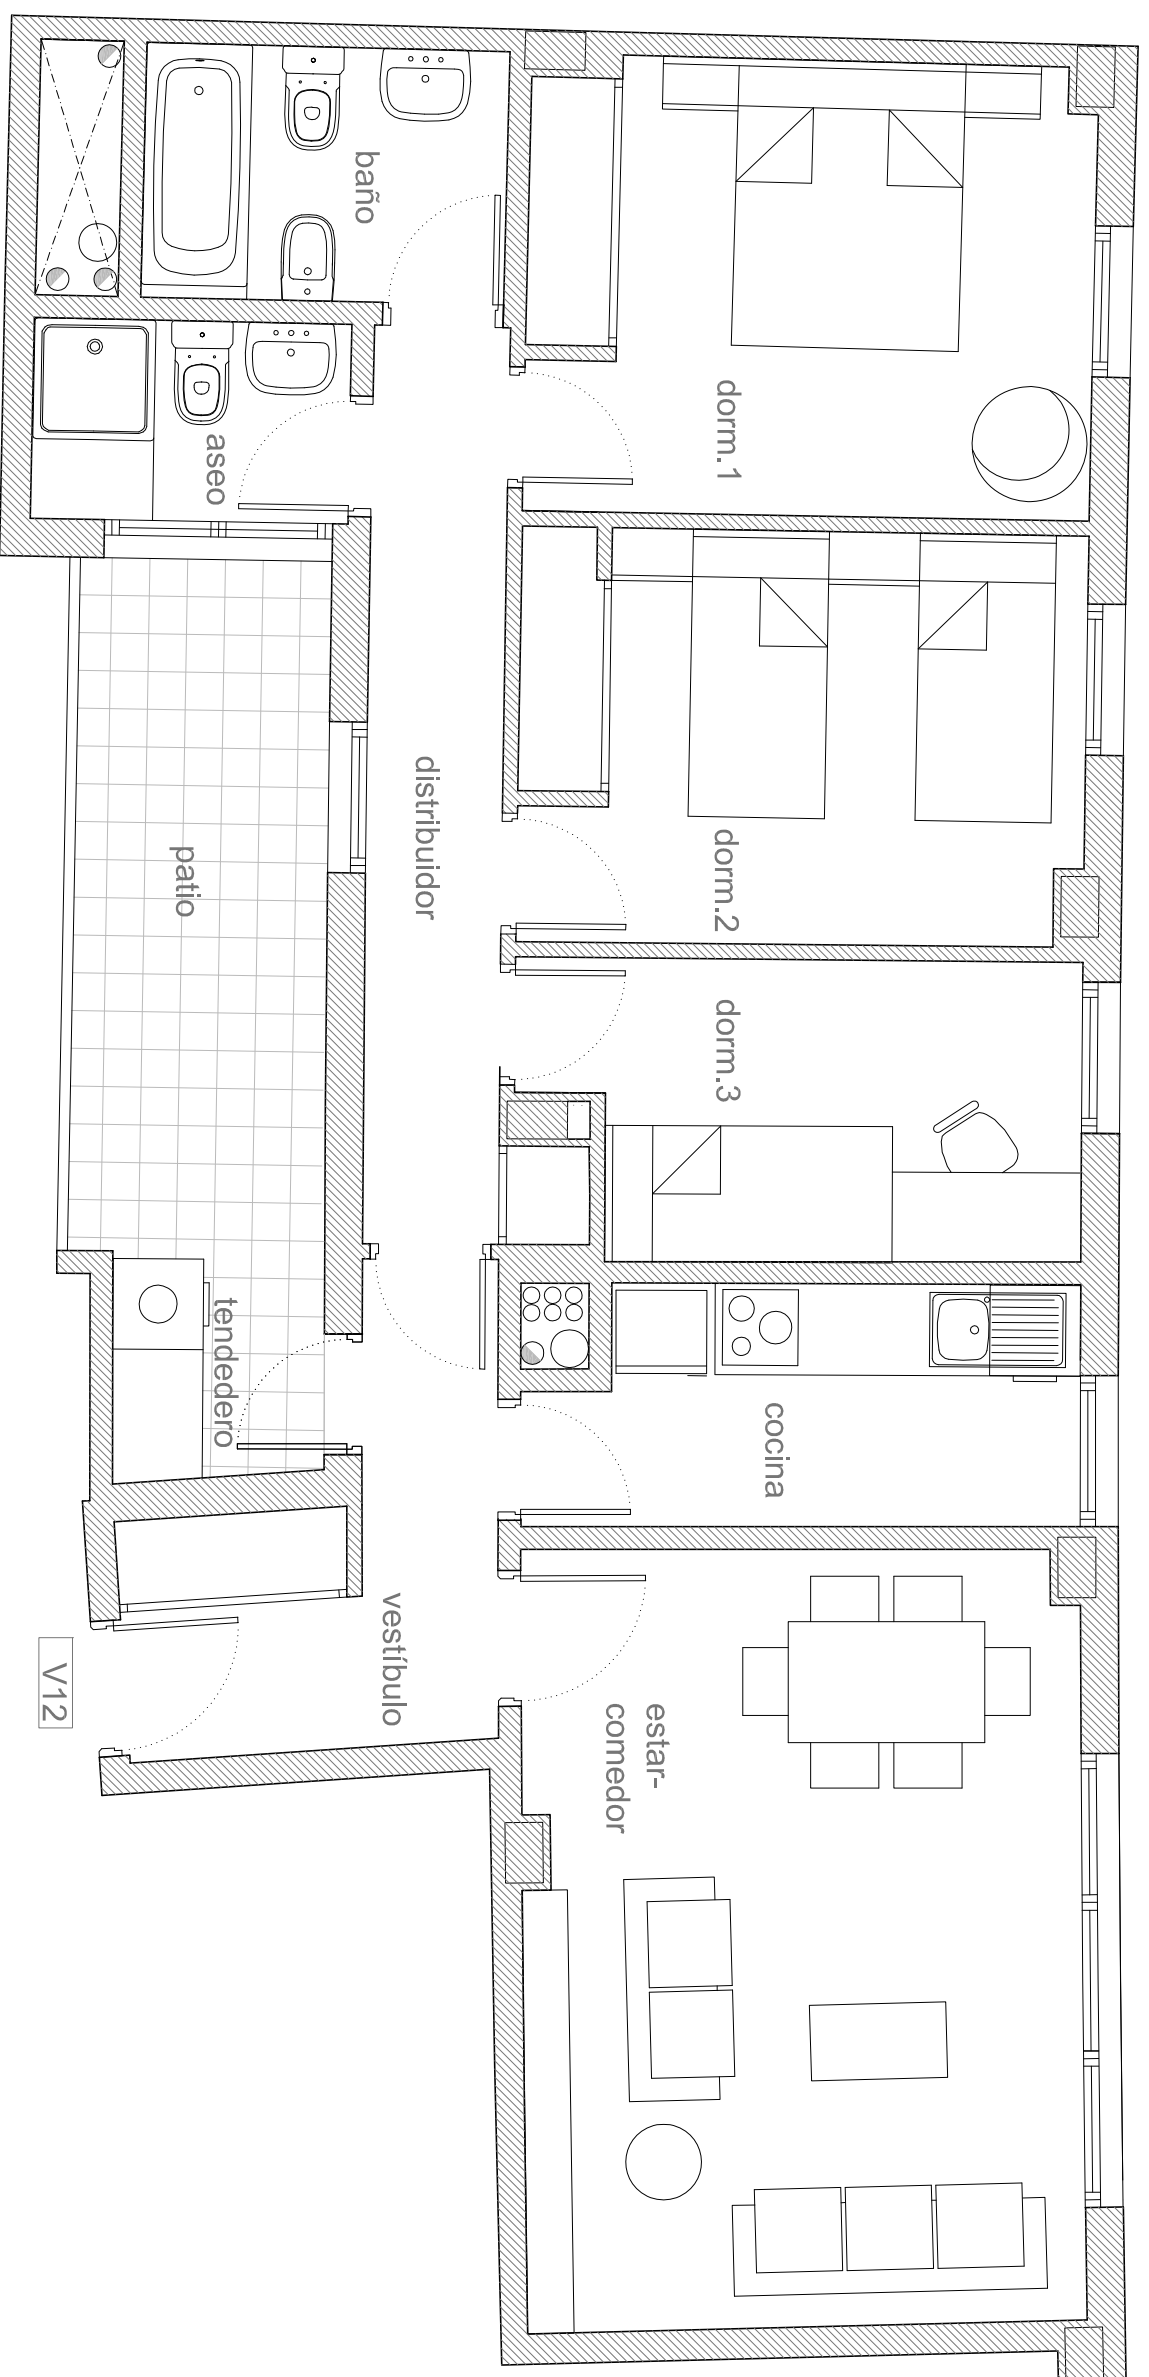 baño
aseo
dorm.1
distribuidor
patio
dorm.2
dorm.3
tendedero
cocina
vestíbulo
V12
estar-
comedor